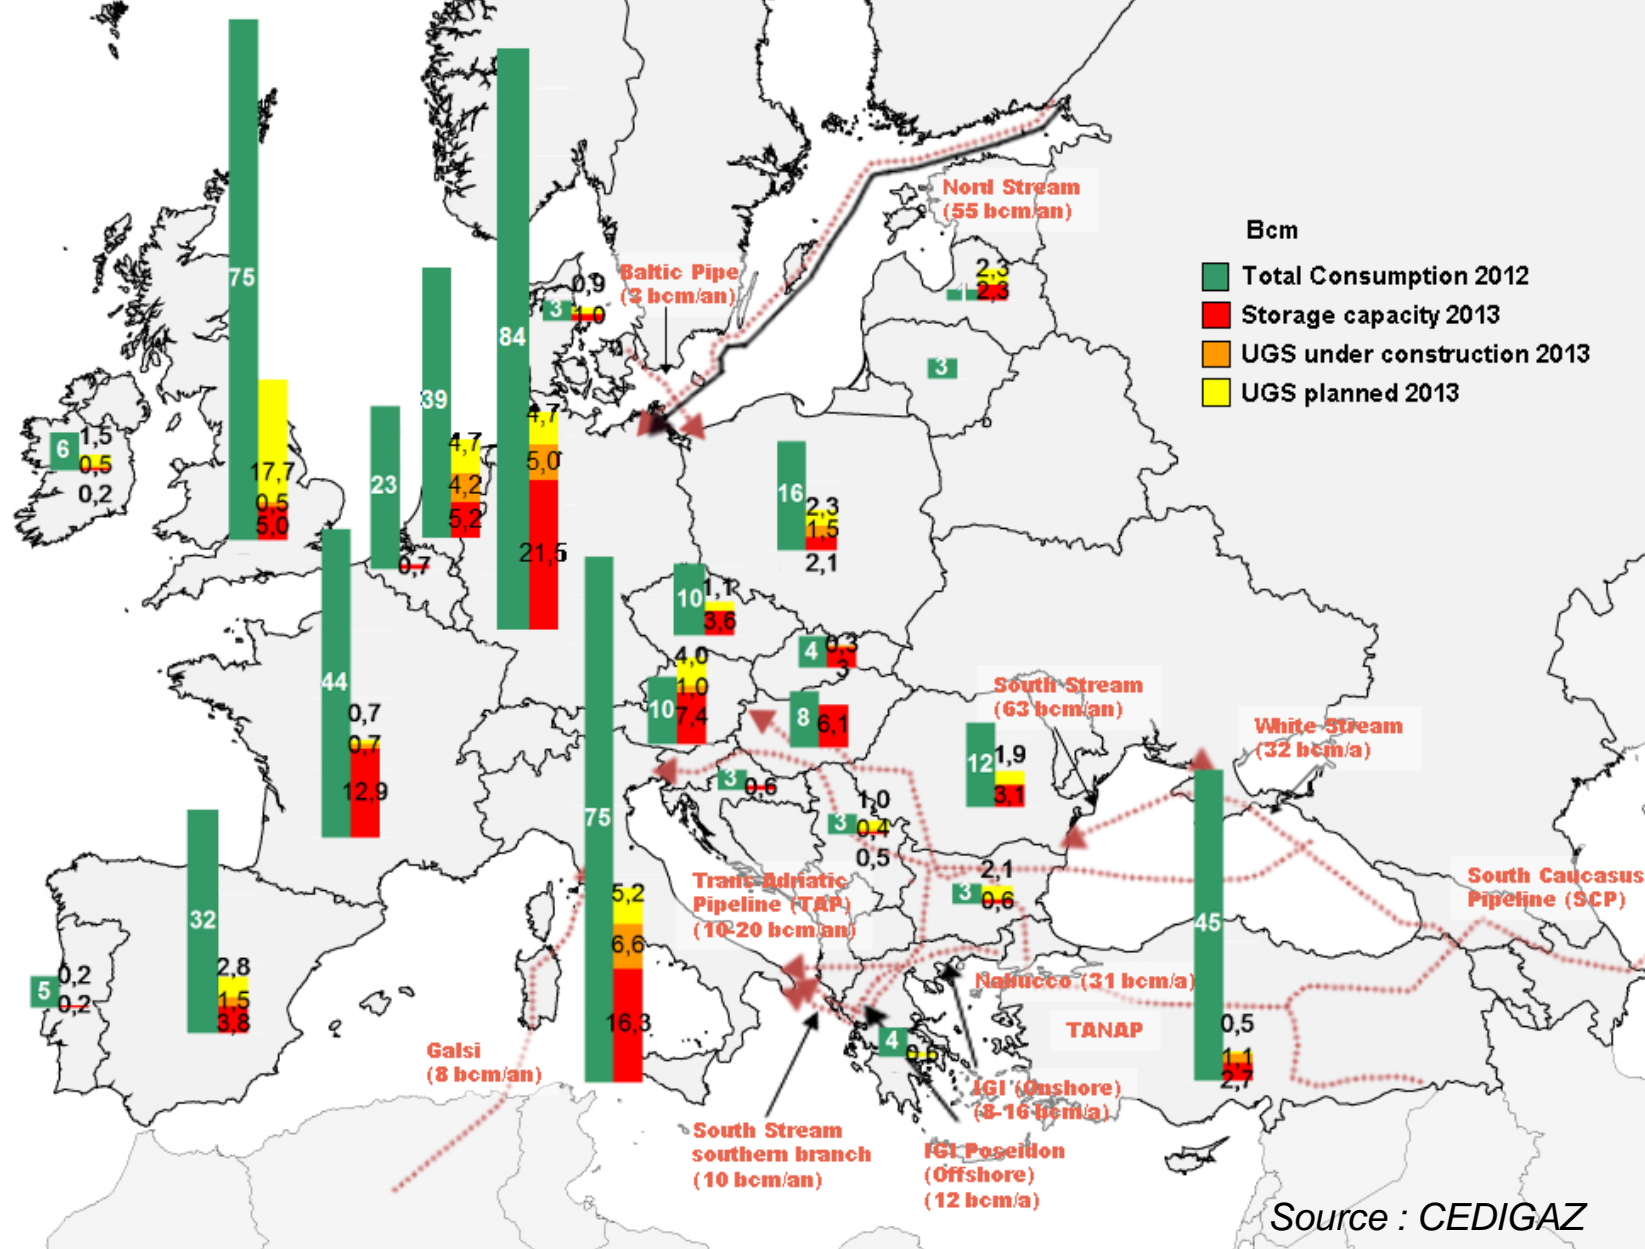 Nord Stream
(55 bcm/an)
Bcm
Total Consumption 2012
Storage capacity 2013
UGS under construction 2013
UGS planned 2013
Baltic Pipe
(3 bcm/an)
75
17,7
0,5
5,0
84
4,7
5,0
21,5
39
4,7
4,2
5,2
23
0,7
0,9
3
1,0
2,3
1
2,3
3
6
1,5
0,5
0,2
16
2,3
1,5
2,1
10
1,1
3,6
4
0,3
3
4,0
10
1,0
7,4
8
6,1
44
0,7
0,7
12,9
South Stream
(63 bcm/an)
White Stream
(32 bcm/a)
12
1,9
3,1
3
0,6
1,0
3
0,4
0,5
75
5,2
6,6
16,3
2,1
3
0,6
Trans Adriatic
Pipeline (TAP)
(10-20 bcm/an)
South Caucasus
Pipeline (SCP)
32
2,8
1,5
3,8
5
0,2
0,2
45
0,5
1,1
2,7
Nabucco (31 bcm/a)
TANAP
4
0,6
Galsi
(8 bcm/an)
IGI (Onshore)
(8-16 bcm/a)
South Stream
southern branch
(10 bcm/an)
IGI Poseidon
(Offshore)
(12 bcm/a)
Source : CEDIGAZ